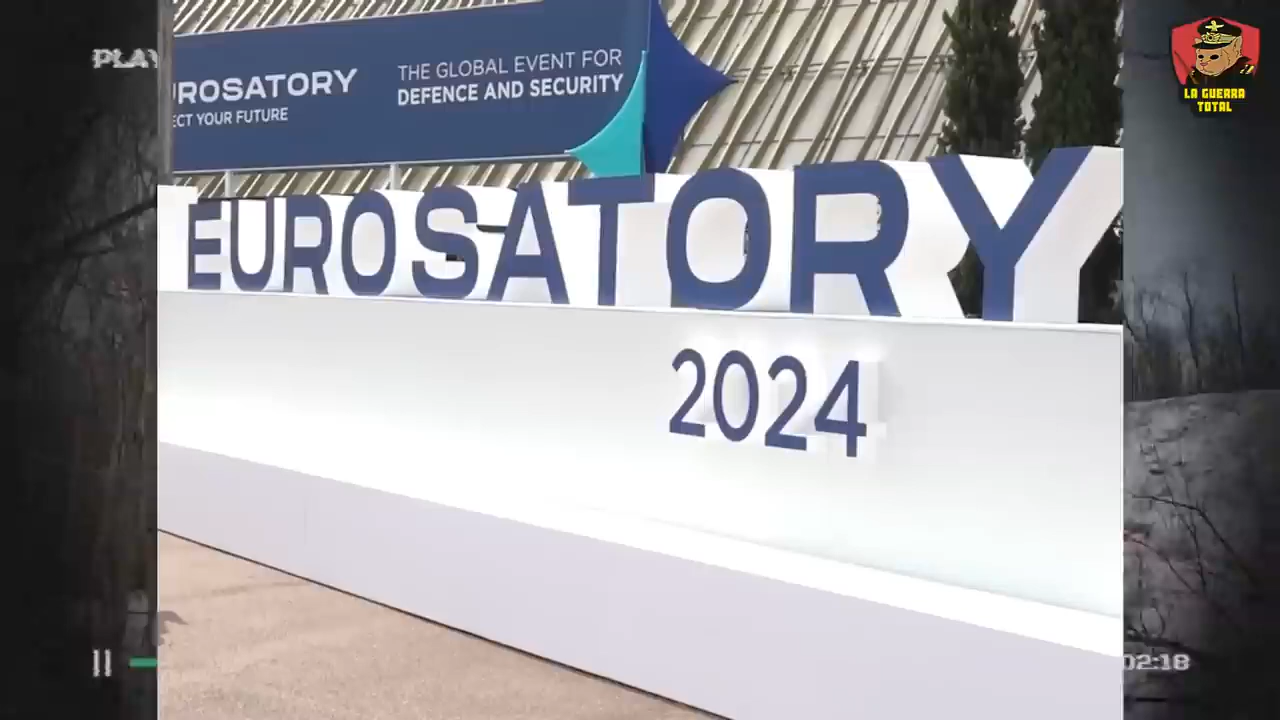 PLAY
UROSATORY
ECT YOUR FUTURE
THE GLOBAL EVENT FOR
DEFENCE AND SECURITY
LA GUERRA
TOTAL
EUROSATORY
2024
02:18